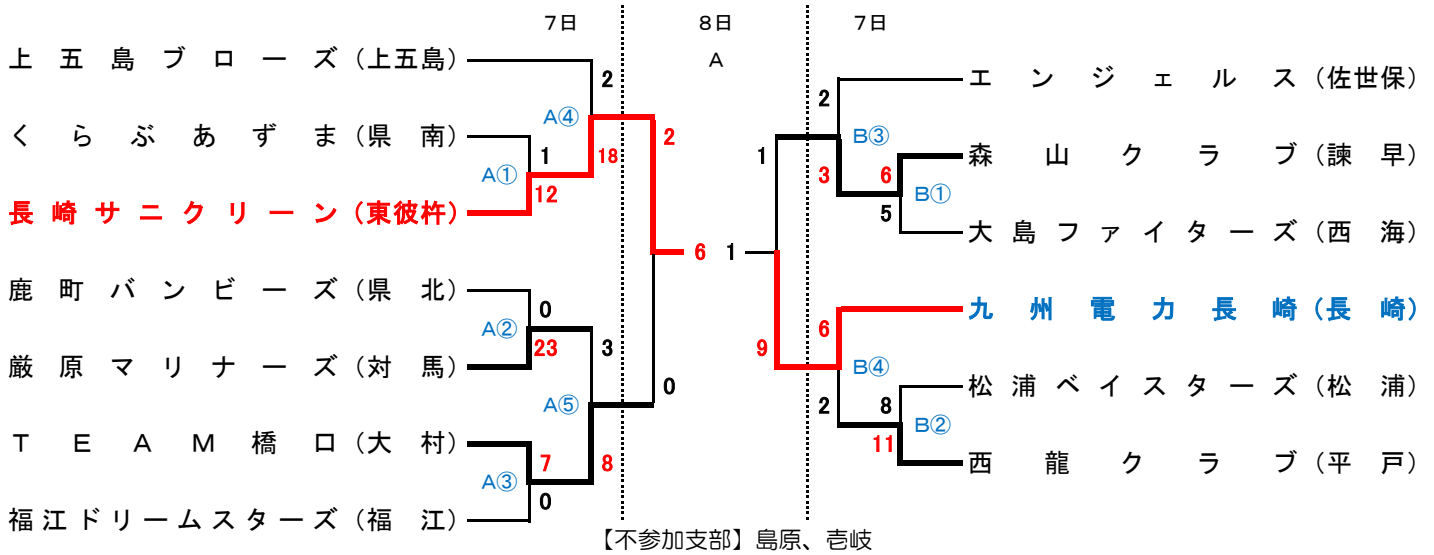 7日 8日 7日
A
上五島ブローズ（上五島）
くらぶあずま（県 南）
長崎サニクリーン（東彼杵）
鹿町バンビーズ（県 北）
厳原マリナーズ（対 馬）
TEAM橋口（大 村）
福江ドリームスターズ（福 江）
A① 1 12
A② 0 23
A③ 7 0
A④ 2 18
A⑤ 3 8
2 0
6 1
1 9
B③ 2 3
B① 6 5
B④ 6 2
B② 8 11
エンジェルス（佐世保）
森山クラブ（諫 早）
大島ファイターズ（西 海）
九州電力長崎（長 崎）
松浦ベイスターズ（松 浦）
西龍クラブ（平 戸）
【不参加支部】島原、壱岐